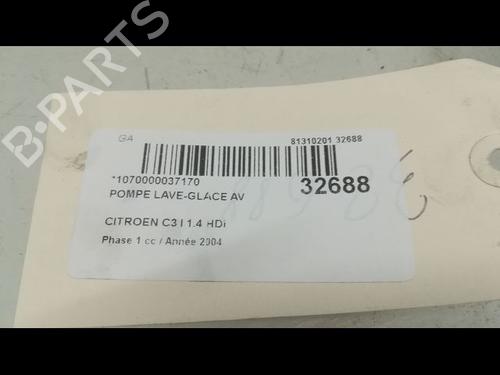 GA
81310201 32688
*1070000037170
32688
POMPE LAVE-GLACE AV
CITROEN C3 I 1.4 HDi
Phase 1 cc / Année 2004
B-PARTS